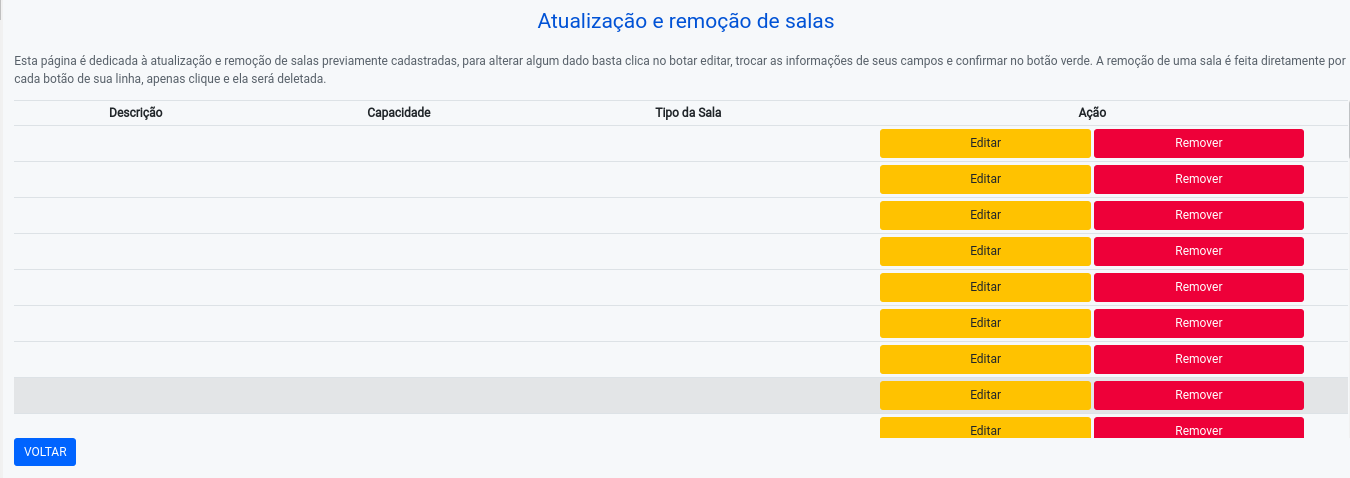 Atualização e remoção de salas
Esta página é dedicada à atualização e remoção de salas previamente cadastradas, para alterar algum dado basta clica no botar editar, trocar as informações de seus campos e confirmar no botão verde. A remoção de uma sala é feita diretamente por
cada botão de sua linha, apenas clique e ela será deletada.
Descrição Capacidade Tipo da Sala Ação
Editar Remover
Editar Remover
Editar Remover
Editar Remover
Editar Remover
Editar Remover
Editar Remover
Editar Remover
Editar Remover
VOLTAR